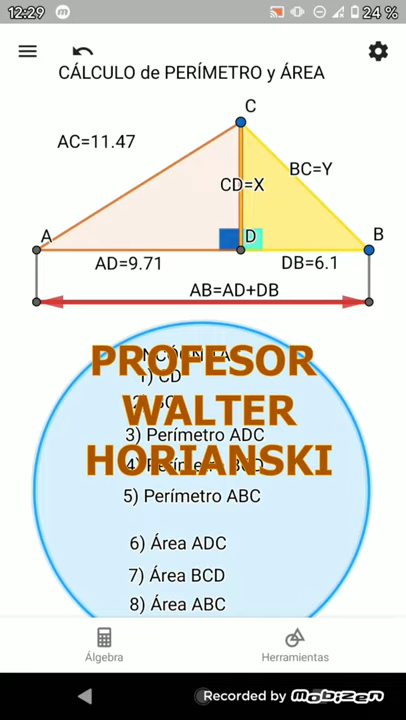 12:29
24 %
CÁLCULO de PERÍMETRO y ÁREA
C
AC=11.47
BC=Y
CD=X
A
D
B
AD=9.71
DB=6.1
AB=AD+DB
PROFESOR
1) CD
WALTER
3) Perímetro ADC
HORIANSKI
5) Perímetro ABC
6) Área ADC
7) Área BCD
8) Área ABC
Álgebra
Herramientas
Recorded by Mobizen